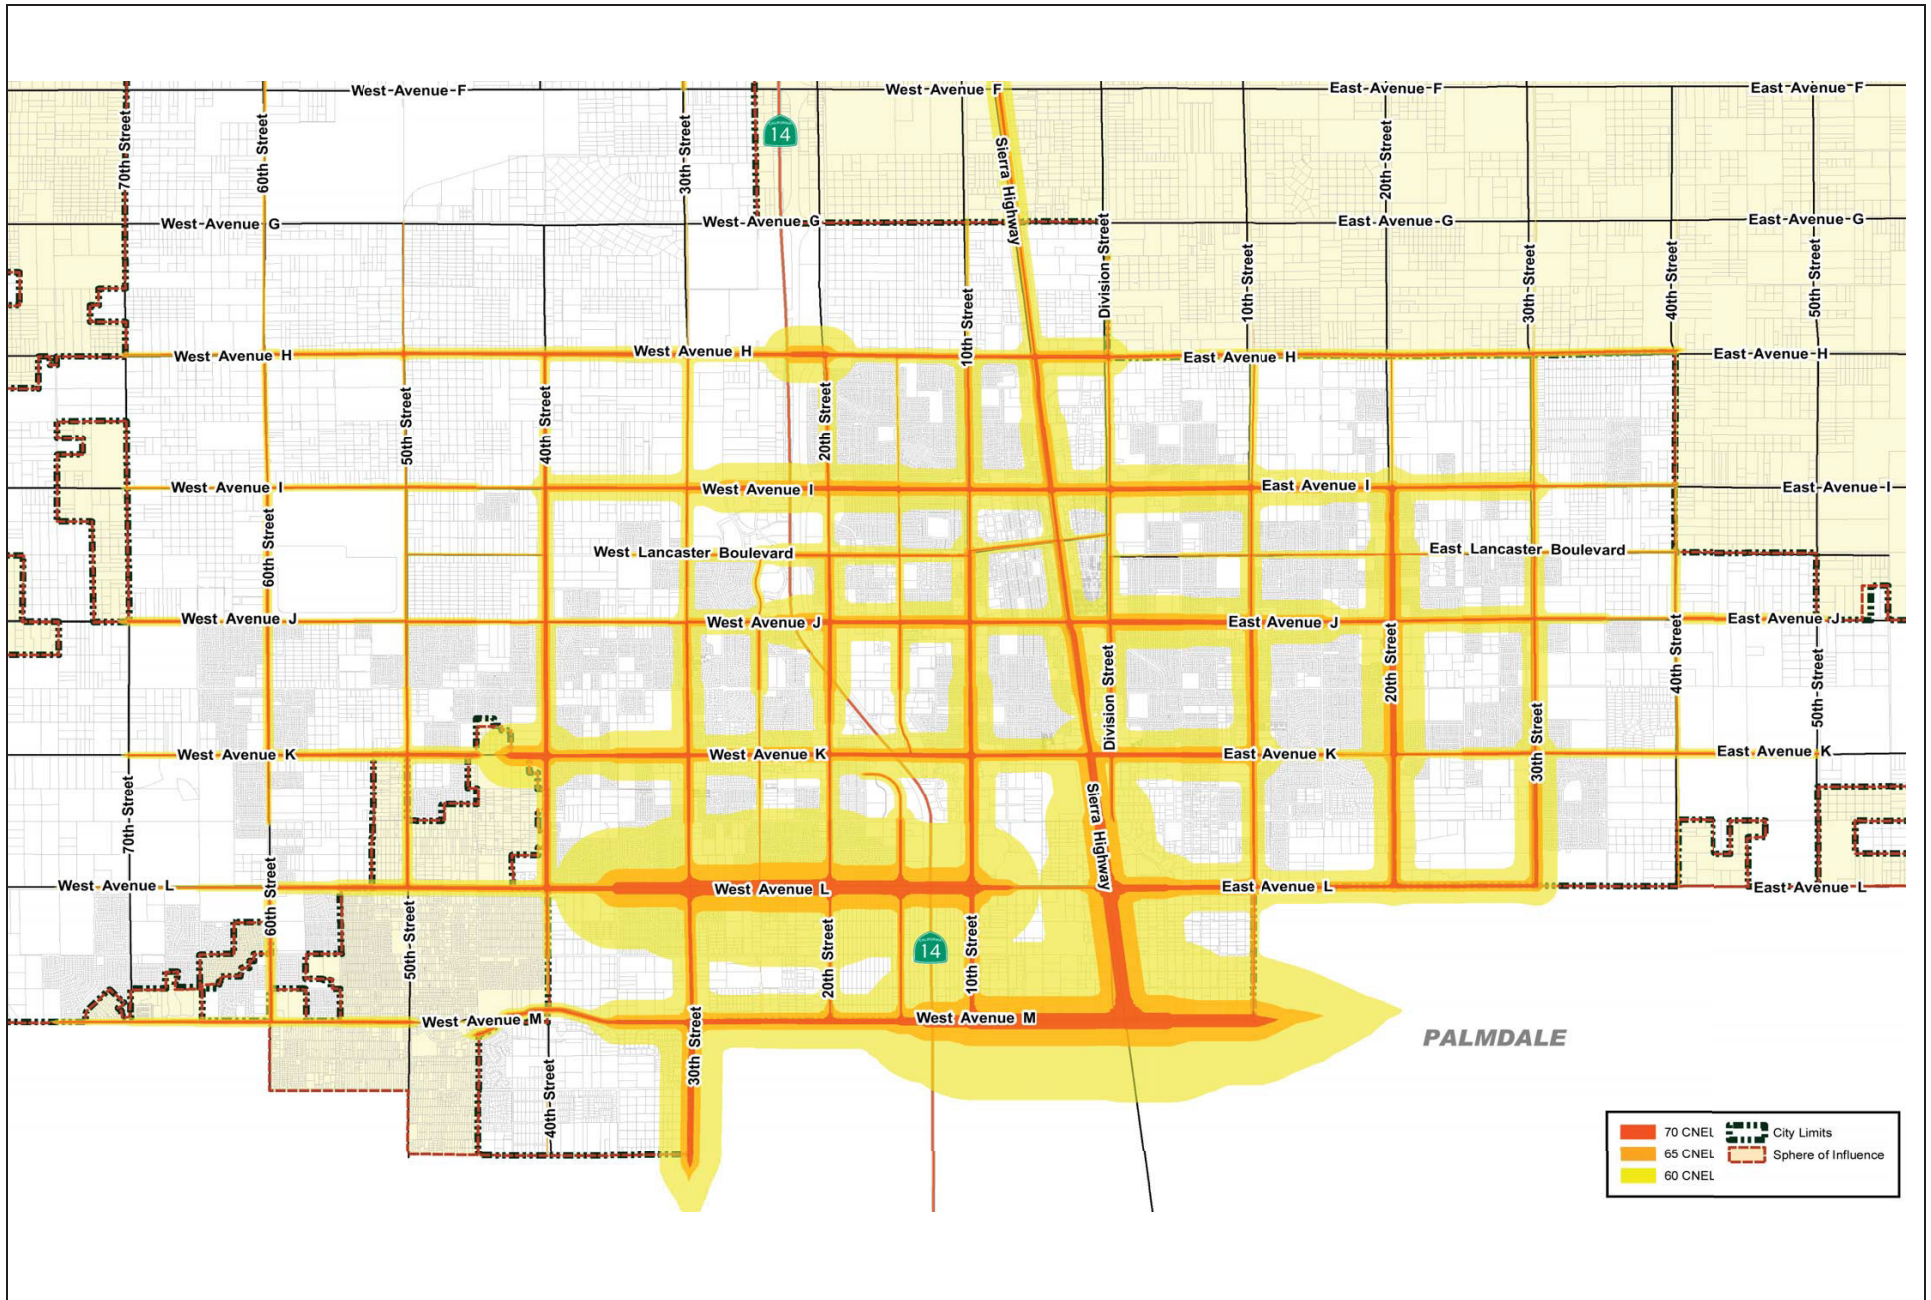 West-Avenue-F
West-Avenue F
East-Avenue-F
East-Avenue-F
70th-Street
60th Street
30th-Street
CALIFORNIA
14
Sierra Highway
20th-Street
West-Avenue G
West-Avenue G
East-Avenue-G
East-Avenue-G
10th-Street
Division-Street
10th-Street
30th-Street
40th-Street
50th-Street
West Avenue H
West Avenue H
East Avenue H
East-Avenue-H
50th-Street
40th-Street
20th Street
West Avenue I
West Avenue I
East Avenue I
East-Avenue-I
60th Street
West Lancaster Boulevard
East Lancaster Boulevard
West Avenue J
West Avenue J
East Avenue J
East-Avenue-J
Division Street
20th Street
30th Street
40th-Street
50th-Street
West Avenue K
West Avenue K
East Avenue K
East Avenue K
70th-Street
60th Street
Sierra Highway
West Avenue L
West Avenue L
East Avenue L
East-Avenue L
50th-Street
20th Street
CALIFORNIA
14
10th Street
West-Avenue M
West Avenue M
30th Street
40th-Street
PALMDALE
70 CNEL
65 CNEL
60 CNEL
City Limits
Sphere of Influence